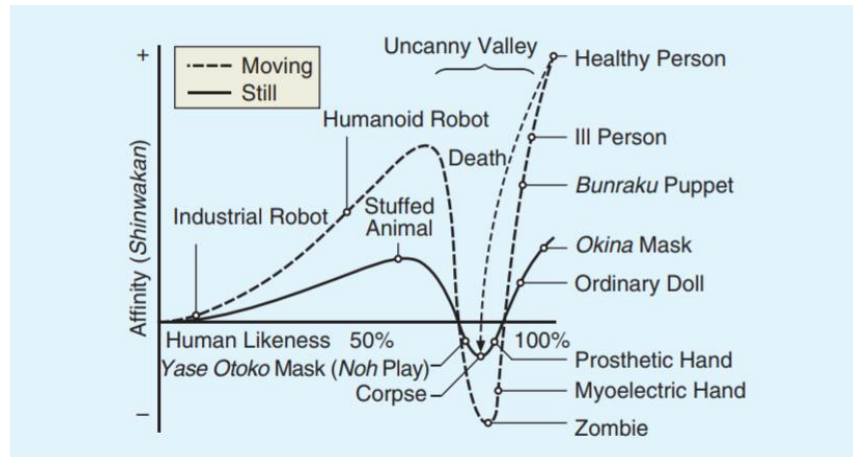 +
Uncanny Valley
Healthy Person
Moving
Still
Humanoid Robot
Death
Ill Person
Bunraku Puppet
Industrial Robot
Stuffed
Animal
Okina Mask
Ordinary Doll
Affinity (Shinwakan)
Human Likeness 50% 100%
Yase Otoko Mask (Noh Play)
Prosthetic Hand
Corpse
Myoelectric Hand
–
Zombie